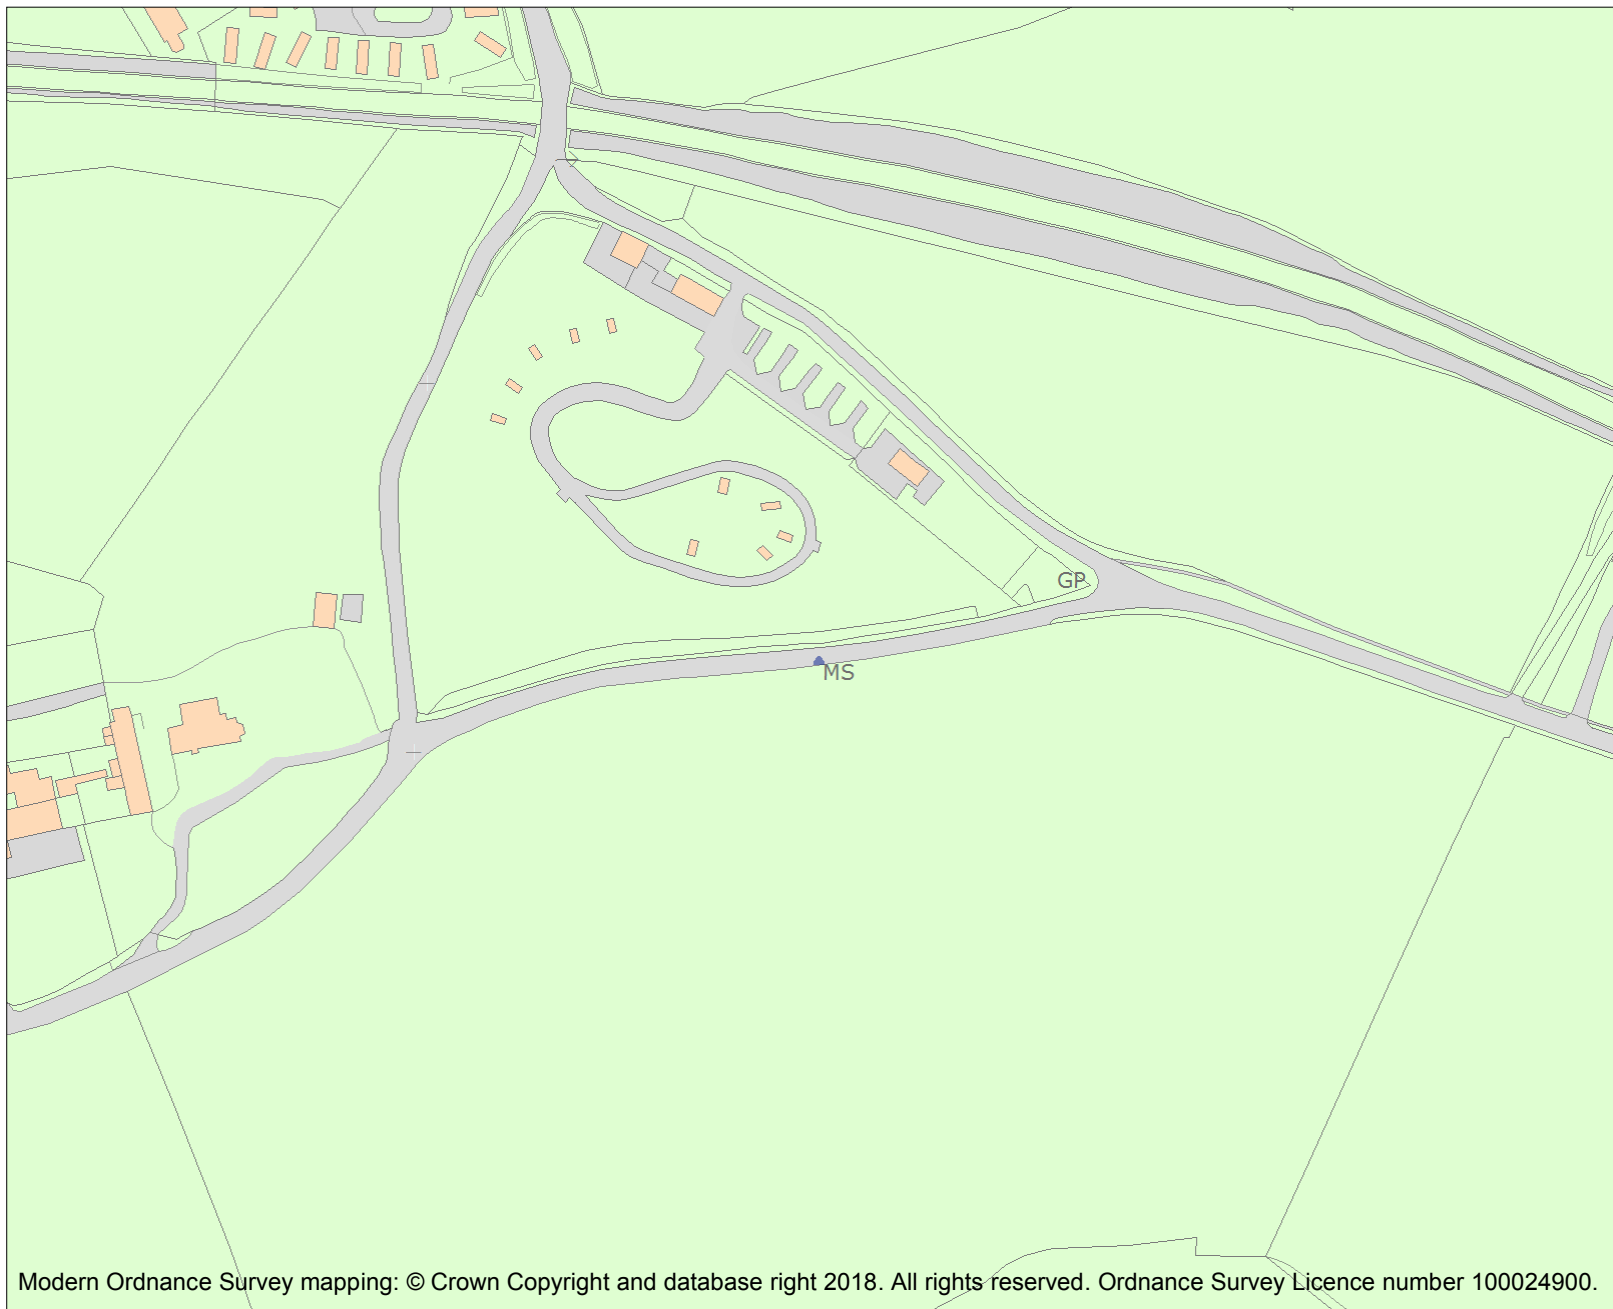 GP
MS
Modern Ordnance Survey mapping: © Crown Copyright and database right 2018. All rights reserved. Ordnance Survey Licence number 100024900.